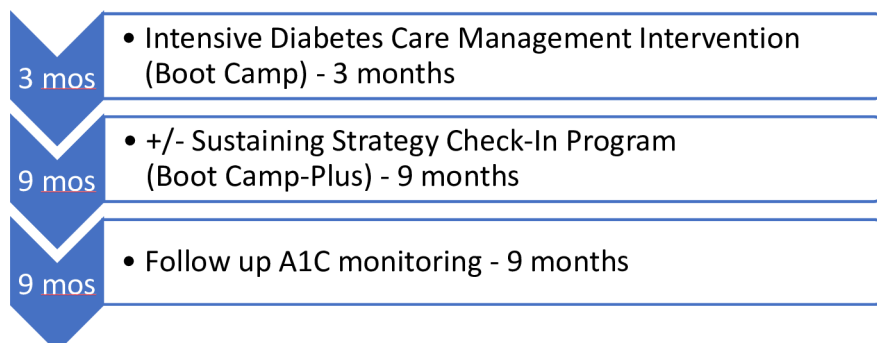 3 mos
• Intensive Diabetes Care Management Intervention
(Boot Camp) - 3 months
9 mos
• +/- Sustaining Strategy Check-In Program
(Boot Camp-Plus) - 9 months
9 mos
• Follow up A1C monitoring - 9 months